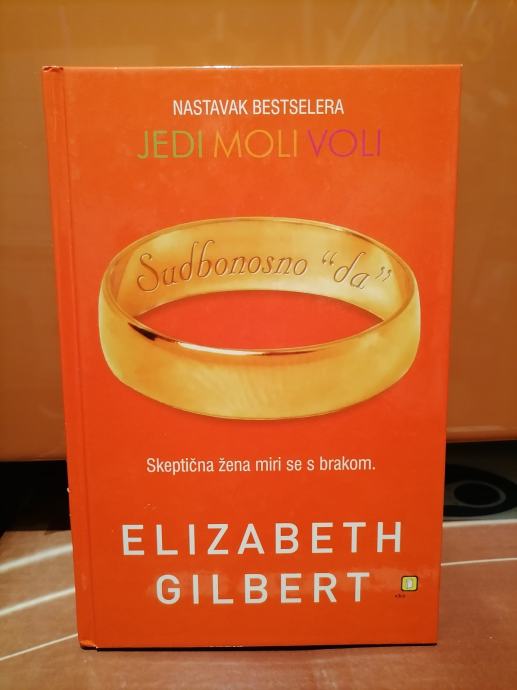 NASTAVAK BESTSELERA
JEDI MOLI VOLI
Sudbonosno “da”
Skeptična žena miri se s brakom.
ELIZABETH
GILBERT